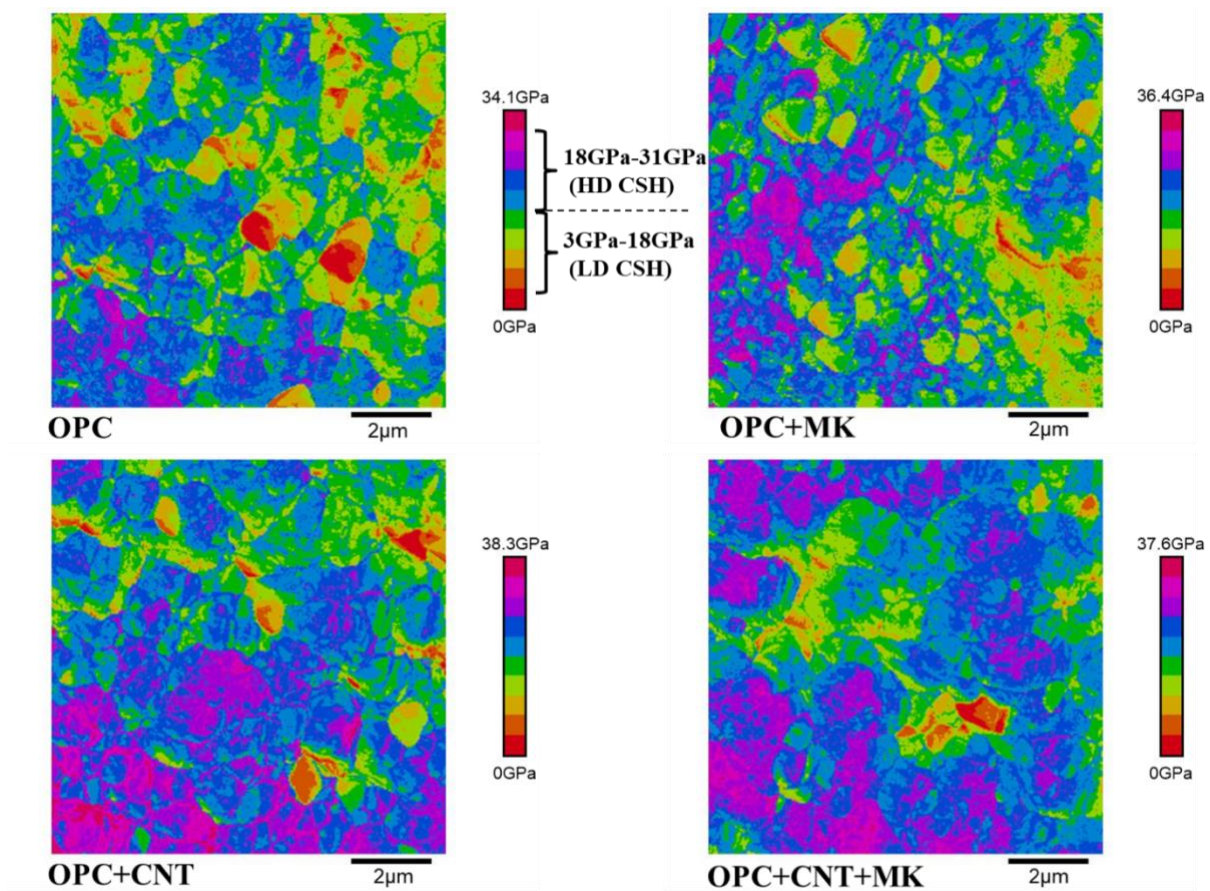 34.1GPa
18GPa-31GPa
(HD CSH)
3GPa-18GPa
(LD CSH)
0GPa
OPC
2μm
36.4GPa
0GPa
OPC+MK
2μm
38.3GPa
0GPa
OPC+CNT
2μm
37.6GPa
0GPa
OPC+CNT+MK
2μm